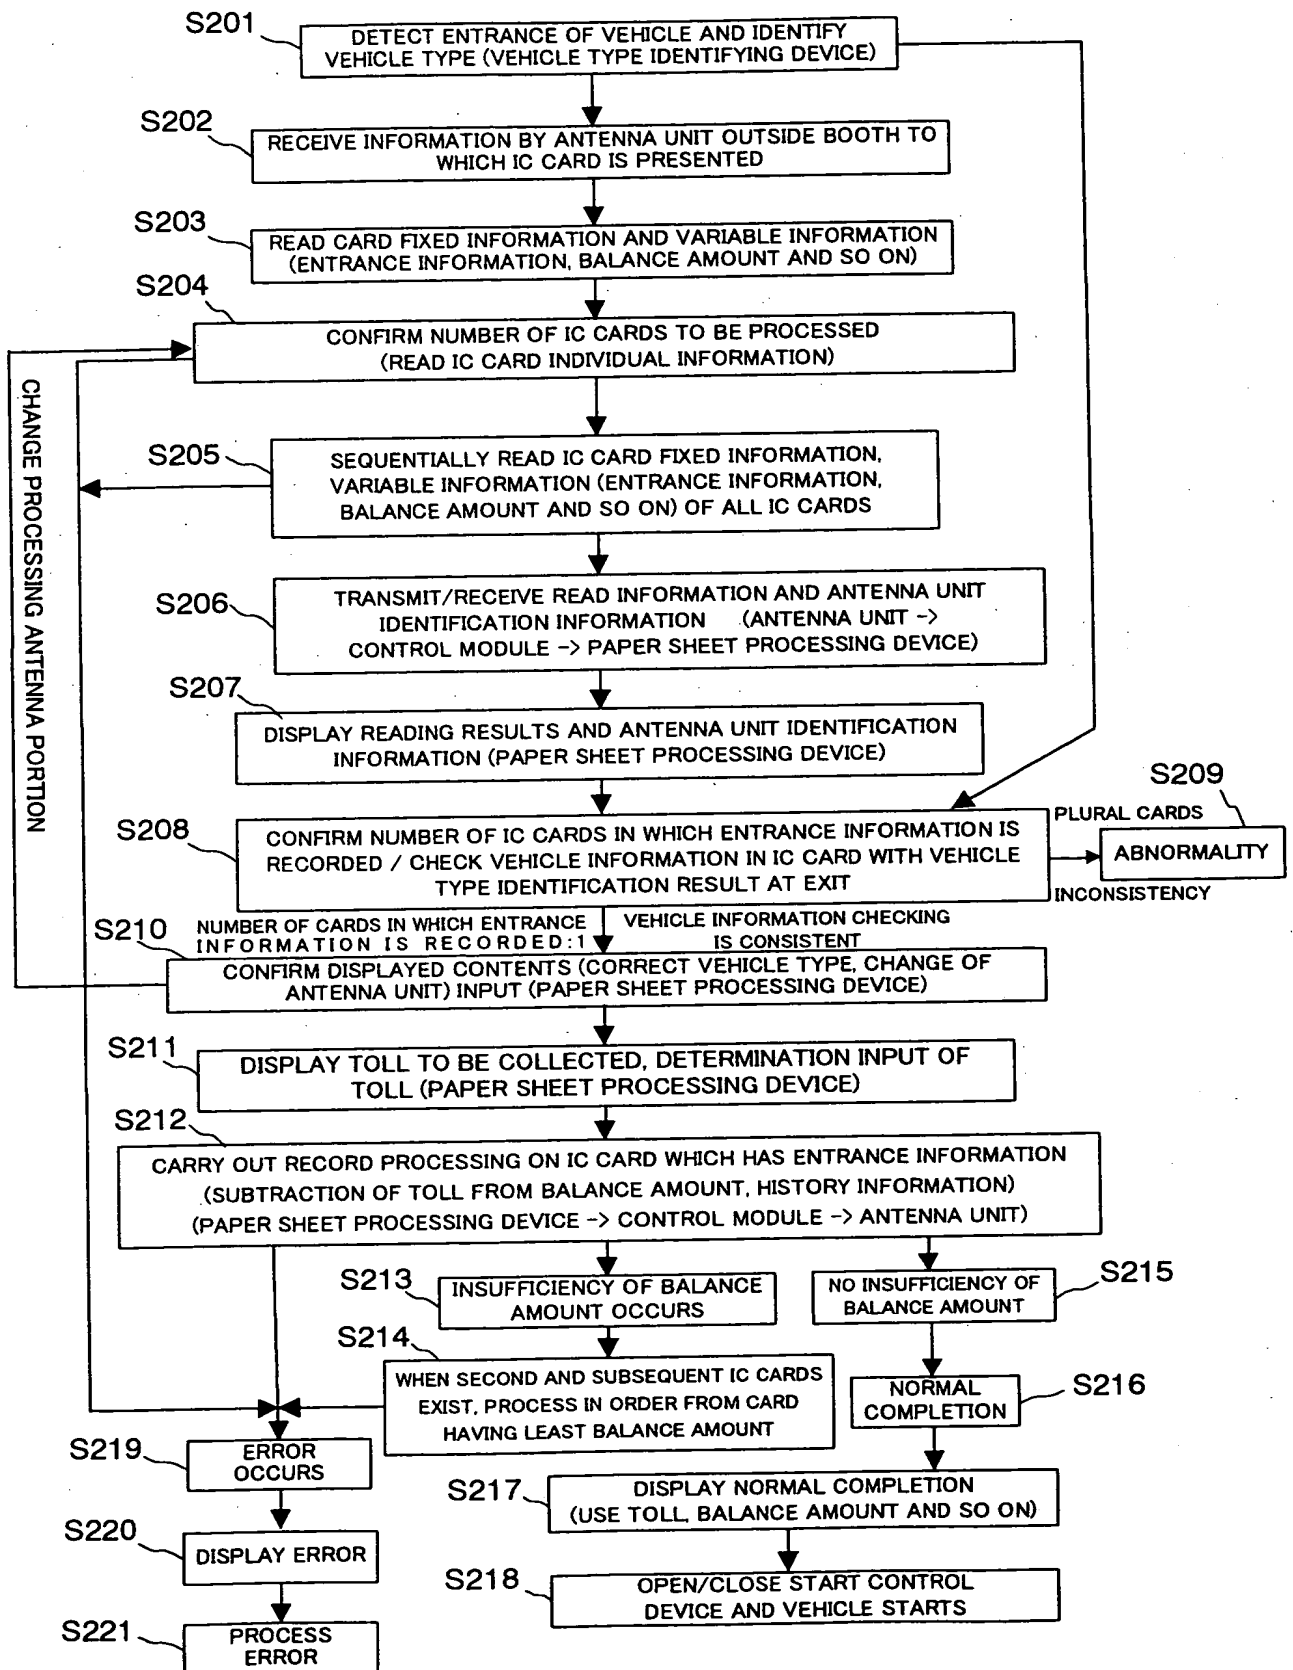 S201
DETECT ENTRANCE OF VEHICLE AND IDENTIFY
VEHICLE TYPE (VEHICLE TYPE IDENTIFYING DEVICE)
S202
RECEIVE INFORMATION BY ANTENNA UNIT OUTSIDE BOOTH TO
WHICH IC CARD IS PRESENTED
S203
READ CARD FIXED INFORMATION AND VARIABLE INFORMATION
(ENTRANCE INFORMATION, BALANCE AMOUNT AND SO ON)
S204
CONFIRM NUMBER OF IC CARDS TO BE PROCESSED
(READ IC CARD INDIVIDUAL INFORMATION)
CHANGE PROCESSING ANTENNA PORTION
S205
SEQUENTIALLY READ IC CARD FIXED INFORMATION,
VARIABLE INFORMATION (ENTRANCE INFORMATION,
BALANCE AMOUNT AND SO ON) OF ALL IC CARDS
S206
TRANSMIT/RECEIVE READ INFORMATION AND ANTENNA UNIT
IDENTIFICATION INFORMATION (ANTENNA UNIT ->
CONTROL MODULE -> PAPER SHEET PROCESSING DEVICE)
S207
DISPLAY READING RESULTS AND ANTENNA UNIT IDENTIFICATION
INFORMATION (PAPER SHEET PROCESSING DEVICE)
S208
CONFIRM NUMBER OF IC CARDS IN WHICH ENTRANCE INFORMATION IS
RECORDED / CHECK VEHICLE INFORMATION IN IC CARD WITH VEHICLE
TYPE IDENTIFICATION RESULT AT EXIT
S209
PLURAL CARDS
ABNORMALITY
INCONSISTENCY
NUMBER OF CARDS IN WHICH ENTRANCE
INFORMATION IS RECORDED:1
VEHICLE INFORMATION CHECKING
IS CONSISTENT
S210
CONFIRM DISPLAYED CONTENTS (CORRECT VEHICLE TYPE, CHANGE OF
ANTENNA UNIT) INPUT (PAPER SHEET PROCESSING DEVICE)
S211
DISPLAY TOLL TO BE COLLECTED, DETERMINATION INPUT OF
TOLL (PAPER SHEET PROCESSING DEVICE)
S212
CARRY OUT RECORD PROCESSING ON IC CARD WHICH HAS ENTRANCE INFORMATION
(SUBTRACTION OF TOLL FROM BALANCE AMOUNT, HISTORY INFORMATION)
(PAPER SHEET PROCESSING DEVICE -> CONTROL MODULE -> ANTENNA UNIT)
S213
INSUFFICIENCY OF BALANCE
AMOUNT OCCURS
S215
NO INSUFFICIENCY OF
BALANCE AMOUNT
S214
WHEN SECOND AND SUBSEQUENT IC CARDS
EXIST, PROCESS IN ORDER FROM CARD
HAVING LEAST BALANCE AMOUNT
S216
NORMAL
COMPLETION
S219
ERROR
OCCURS
S217
DISPLAY NORMAL COMPLETION
(USE TOLL, BALANCE AMOUNT AND SO ON)
S220
DISPLAY ERROR
S218
OPEN/CLOSE START CONTROL
DEVICE AND VEHICLE STARTS
S221
PROCESS
ERROR